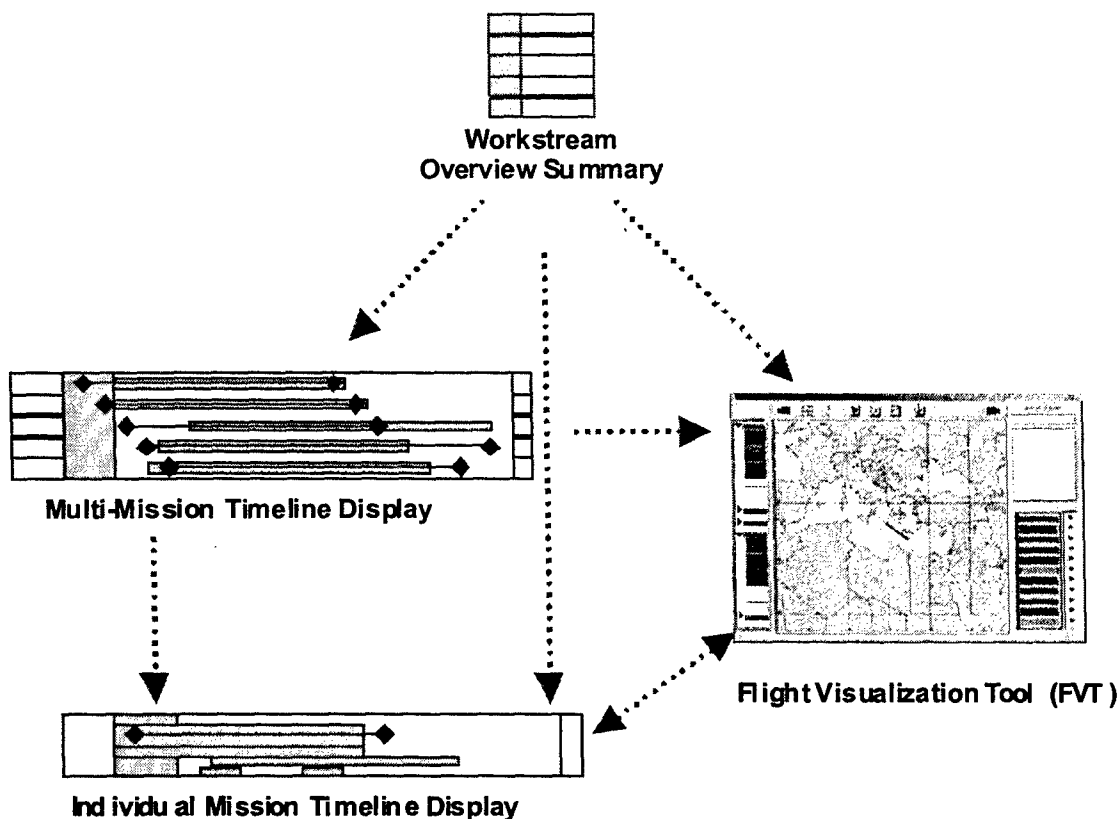 Workstream
Overview Summary
Multi-Mission Timeline Display
Flight Visualization Tool (FVT)
Individual Mission Timeline Display